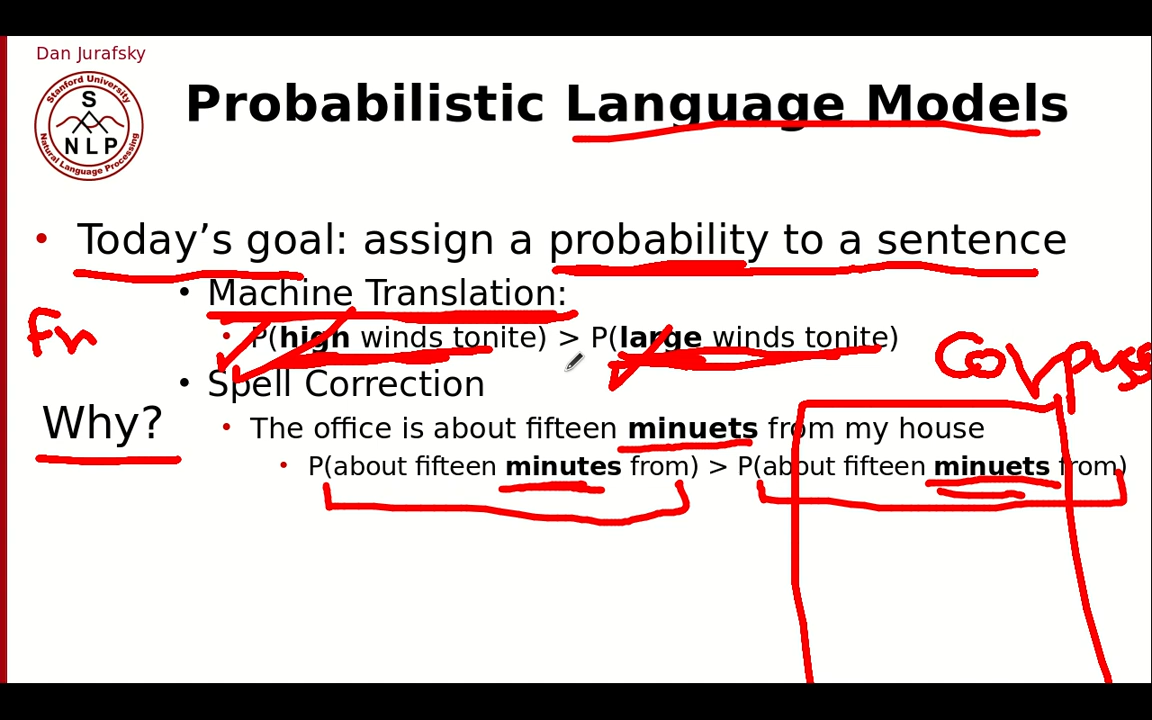 Dan Jurafsky
Stanford University
S
N L P
Natural Language Processing
Probabilistic Language Models
• Today’s goal: assign a probability to a sentence
• Machine Translation:
• P(high winds tonite) > P(large winds tonite)
• Spell Correction
Why?
• The office is about fifteen minuets from my house
• P(about fifteen minutes from) > P(about fifteen minuets from)